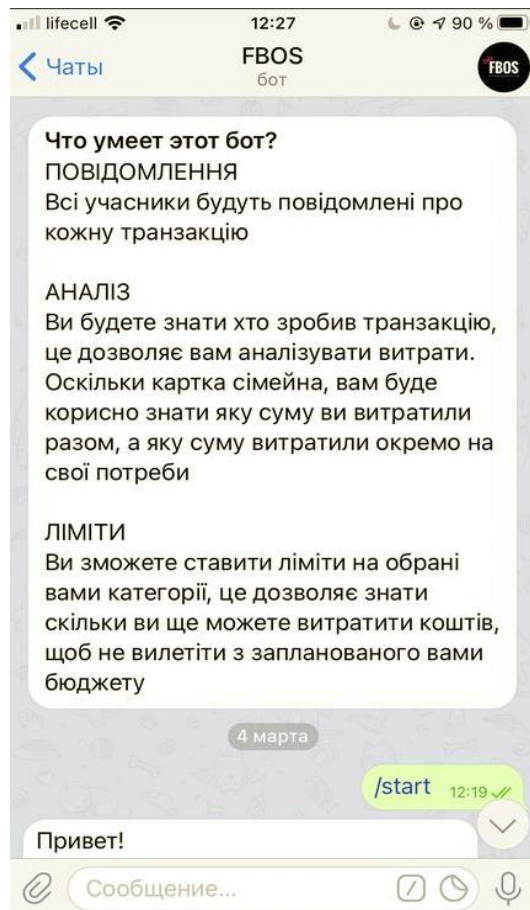 lifecell 12:27 90 %
Чаты
FBOS
бот
FBOS
Что умеет этот бот?
ПОВІДОМЛЕННЯ
Всі учасники будуть повідомлені про
кожну транзакцію
АНАЛІЗ
Ви будете знати хто зробив транзакцію,
це дозволяє вам аналізувати витрати.
Оскільки картка сімейна, вам буде
корисно знати яку суму ви витратили
разом, а яку суму витратили окремо на
свої потреби
ЛІМІТИ
Ви зможете ставити ліміти на обрані
вами категорії, це дозволяє знати
скільки ви ще можете витратити коштів,
щоб не вилетіти з запланованого вами
бюджету
4 марта
/start 12:19
Привет!
Сообщение...